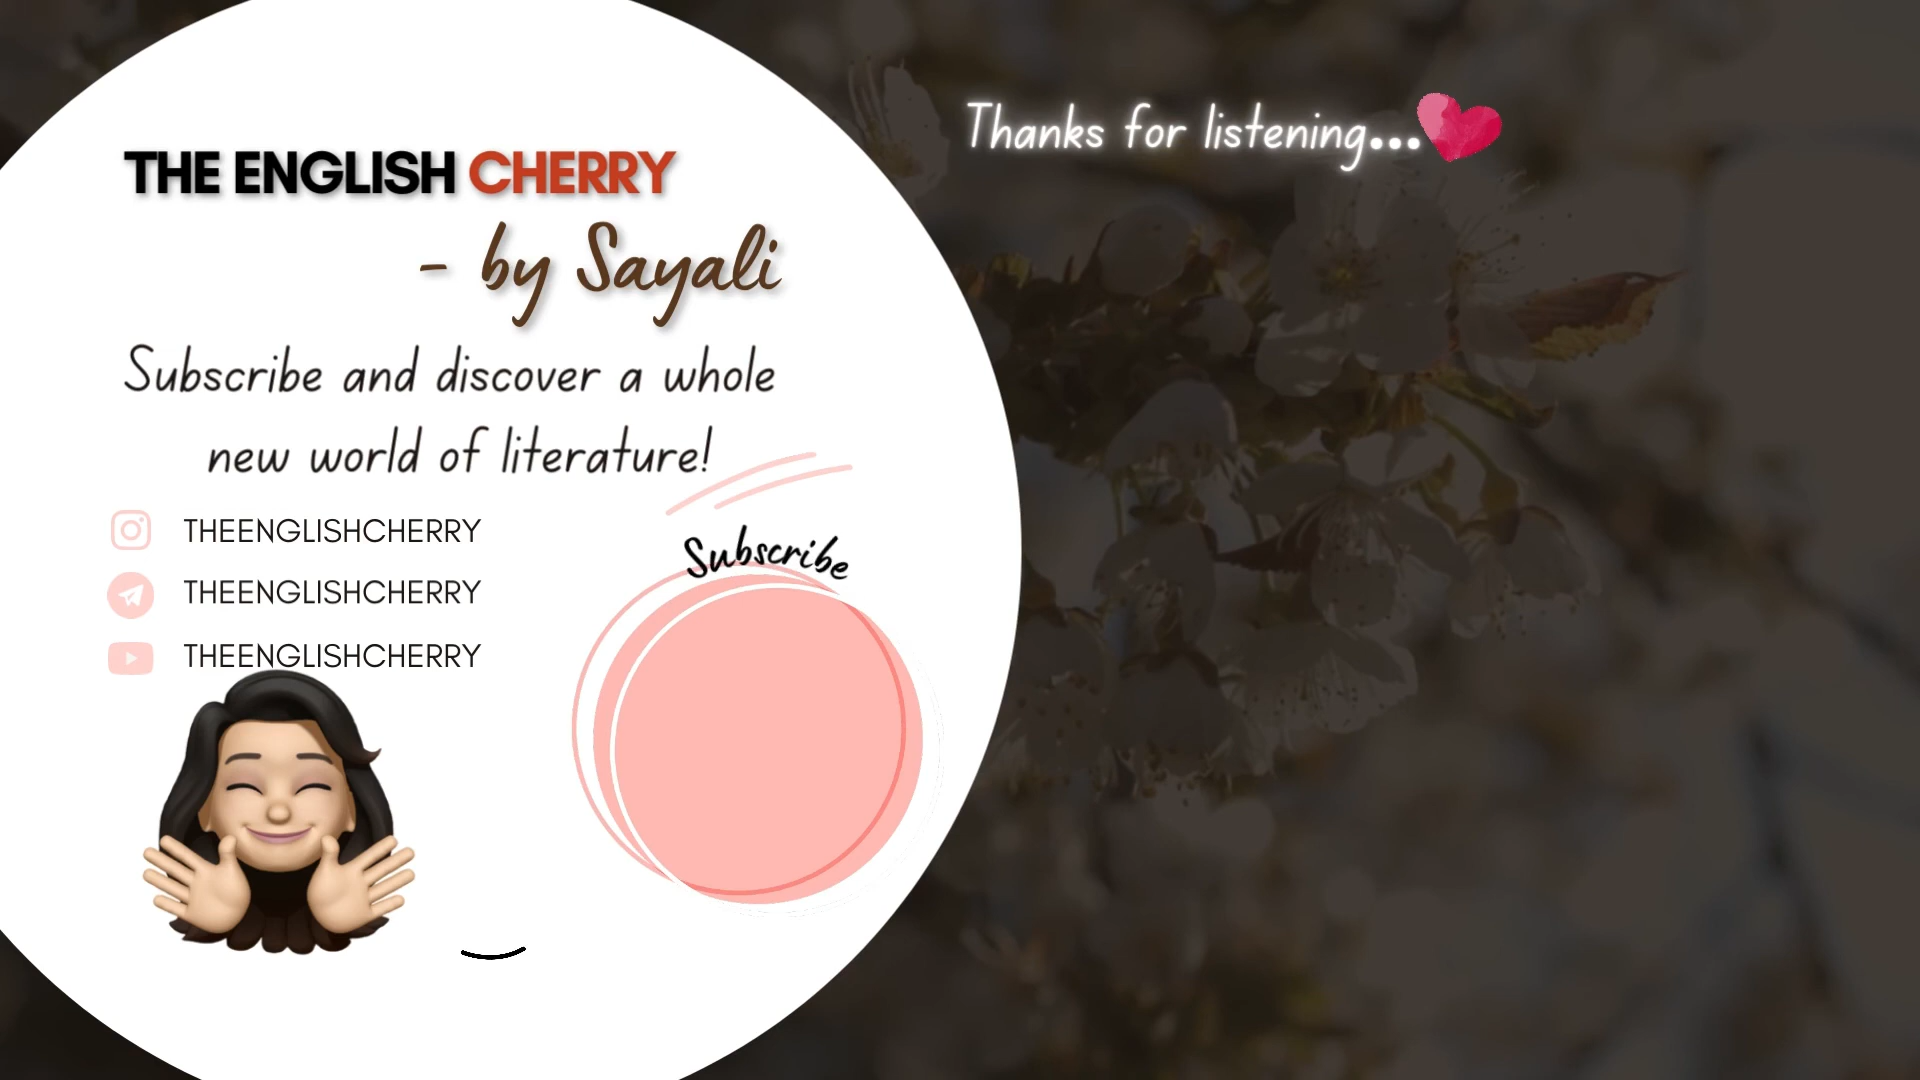 THE ENGLISH CHERRY
- by Sayali
Subscribe and discover a whole
new world of literature!
THEENGLISHCHERRY
THEENGLISHCHERRY
THEENGLISHCHERRY
Subscribe
Thanks for listening...